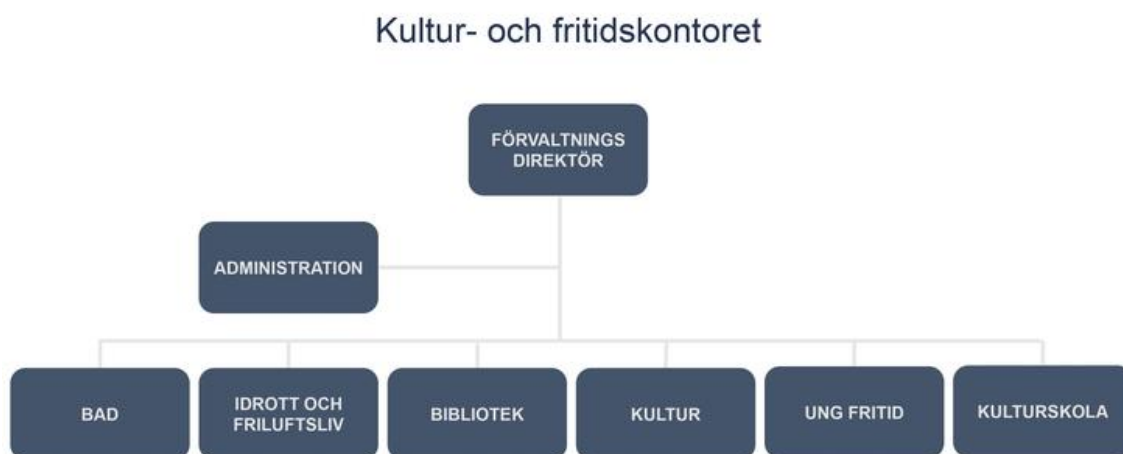 Kultur- och fritidskontoret
FÖRVALTNINGS
DIREKTÖR
ADMINISTRATION
BAD
IDROTT OCH
FRILUFTSLIV
BIBLIOTEK
KULTUR
UNG FRITID
KULTURSKOLA